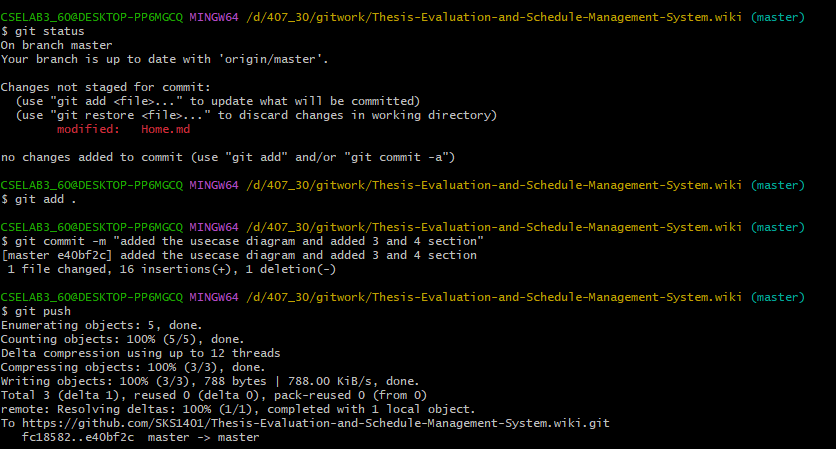 CSELAB3_60@DESKTOP-PP6MGCQ MINGW64 /d/407_30/gitwork/Thesis-Evaluation-and-Schedule-Management-System.wiki (master)
$ git status
On branch master
Your branch is up to date with 'origin/master'.
Changes not staged for commit:
  (use "git add <file>..." to update what will be committed)
  (use "git restore <file>..." to discard changes in working directory)
        modified:   Home.md
no changes added to commit (use "git add" and/or "git commit -a")
CSELAB3_60@DESKTOP-PP6MGCQ MINGW64 /d/407_30/gitwork/Thesis-Evaluation-and-Schedule-Management-System.wiki (master)
$ git add .
CSELAB3_60@DESKTOP-PP6MGCQ MINGW64 /d/407_30/gitwork/Thesis-Evaluation-and-Schedule-Management-System.wiki (master)
$ git commit -m "added the usecase diagram and added 3 and 4 section"
[master e40bf2c] added the usecase diagram and added 3 and 4 section
 1 file changed, 16 insertions(+), 1 deletion(-)
CSELAB3_60@DESKTOP-PP6MGCQ MINGW64 /d/407_30/gitwork/Thesis-Evaluation-and-Schedule-Management-System.wiki (master)
$ git push
Enumerating objects: 5, done.
Counting objects: 100% (5/5), done.
Delta compression using up to 12 threads
Compressing objects: 100% (3/3), done.
Writing objects: 100% (3/3), 788 bytes | 788.00 KiB/s, done.
Total 3 (delta 1), reused 0 (delta 0), pack-reused 0 (from 0)
remote: Resolving deltas: 100% (1/1), completed with 1 local object.
To https://github.com/SKS1401/Thesis-Evaluation-and-Schedule-Management-System.wiki.git
   fc18582..e40bf2c  master -> master